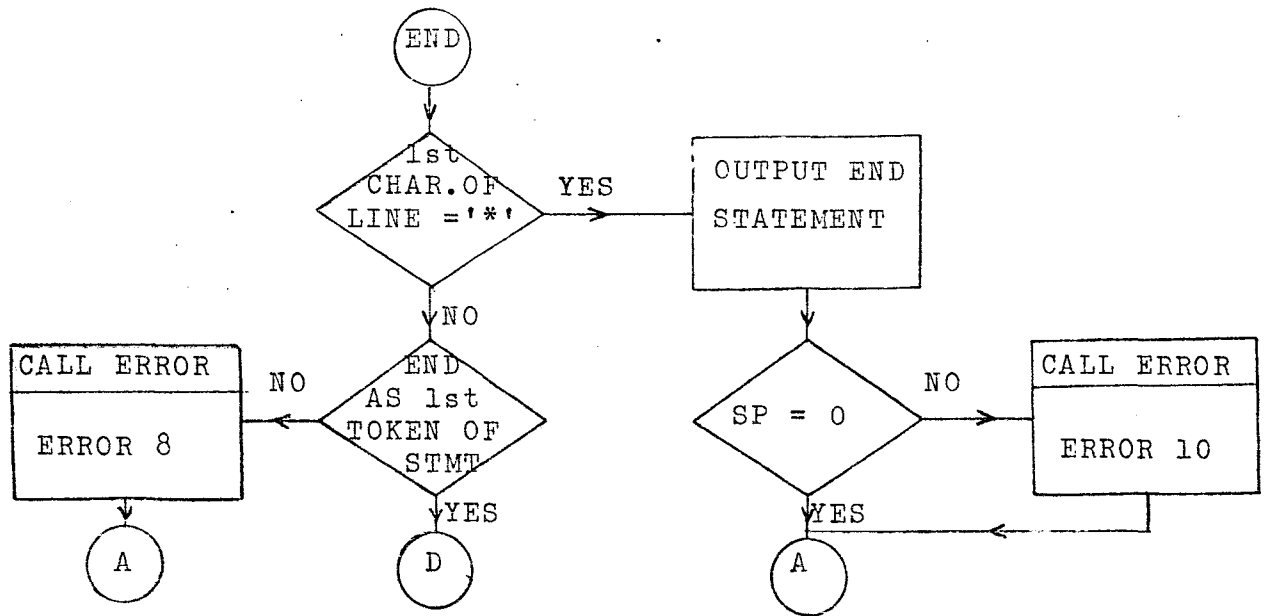 END
1st
CHAR.OF
LINE ='*'
YES
OUTPUT END
STATEMENT
NO
CALL ERROR
ERROR 8
NO
END
AS 1st
TOKEN OF
STMT
SP = 0
NO
CALL ERROR
ERROR 10
YES
YES
A
D
A